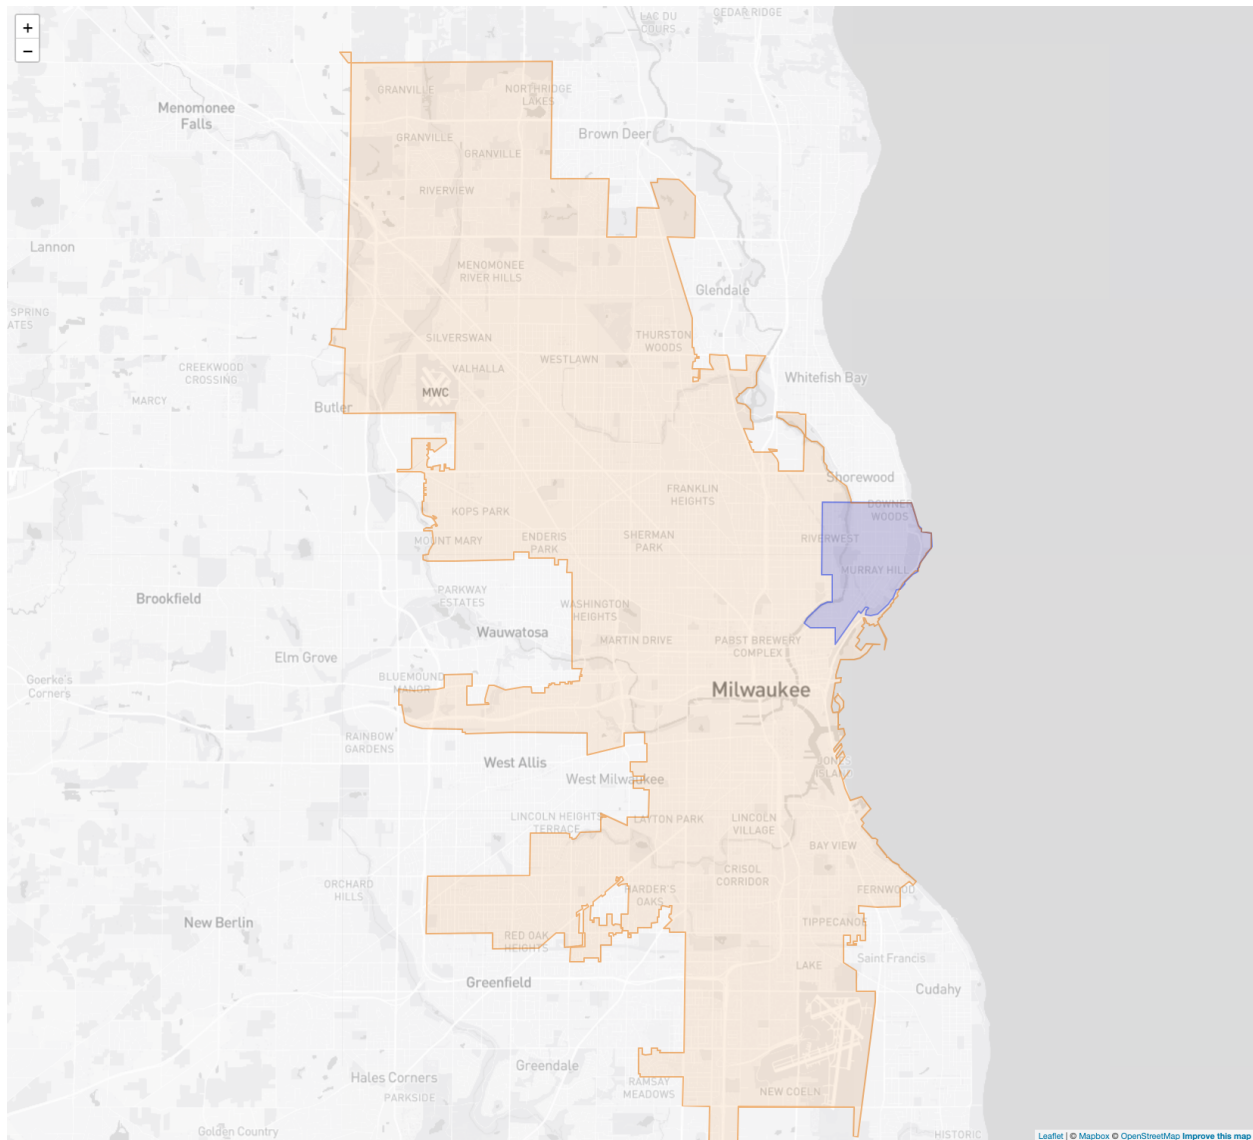 +
−
LAC DU
COURS
CEDAR RIDGE
GRANVILLE
NORTHRIDGE
LAKES
Menomonee
Falls
Brown Deer
GRANVILLE
GRANVILLE
RIVERVIEW
Lannon
MENOMONEE
RIVER HILLS
Glendale
SPRING
ATES
SILVERSWAN
THURSTON
WOODS
WESTLAWN
CREEKWOOD
CROSSING
VALHALLA
Whitefish Bay
MWC
MARCY
Butler
Shorewood
FRANKLIN
HEIGHTS
DOWNER
WOODS
KOPS PARK
MOUNT MARY
ENDERIS
PARK
SHERMAN
PARK
RIVERWEST
MURRAY HILL
PARKWAY
ESTATES
Brookfield
WASHINGTON
HEIGHTS
Wauwatosa
MARTIN DRIVE
PABST BREWERY
COMPLEX
Elm Grove
Goerke's
Corners
BLUEMOUND
MANOR
Milwaukee
RAINBOW
GARDENS
West Allis
JONES
ISLAND
West Milwaukee
LINCOLN HEIGHTS
TERRACE
LAYTON PARK
LINCOLN
VILLAGE
BAY VIEW
CRISOL
CORRIDOR
ORCHARD
HILLS
HARDER'S
OAKS
FERNWOOD
New Berlin
TIPPECANOE
RED OAK
HEIGHTS
Saint Francis
LAKE
Greenfield
Cudahy
Greendale
Hales Corners
RAMSAY
MEADOWS
NEW COELN
PARKSIDE
Golden Country
HISTORIC
Leaflet | © Mapbox © OpenStreetMap Improve this map